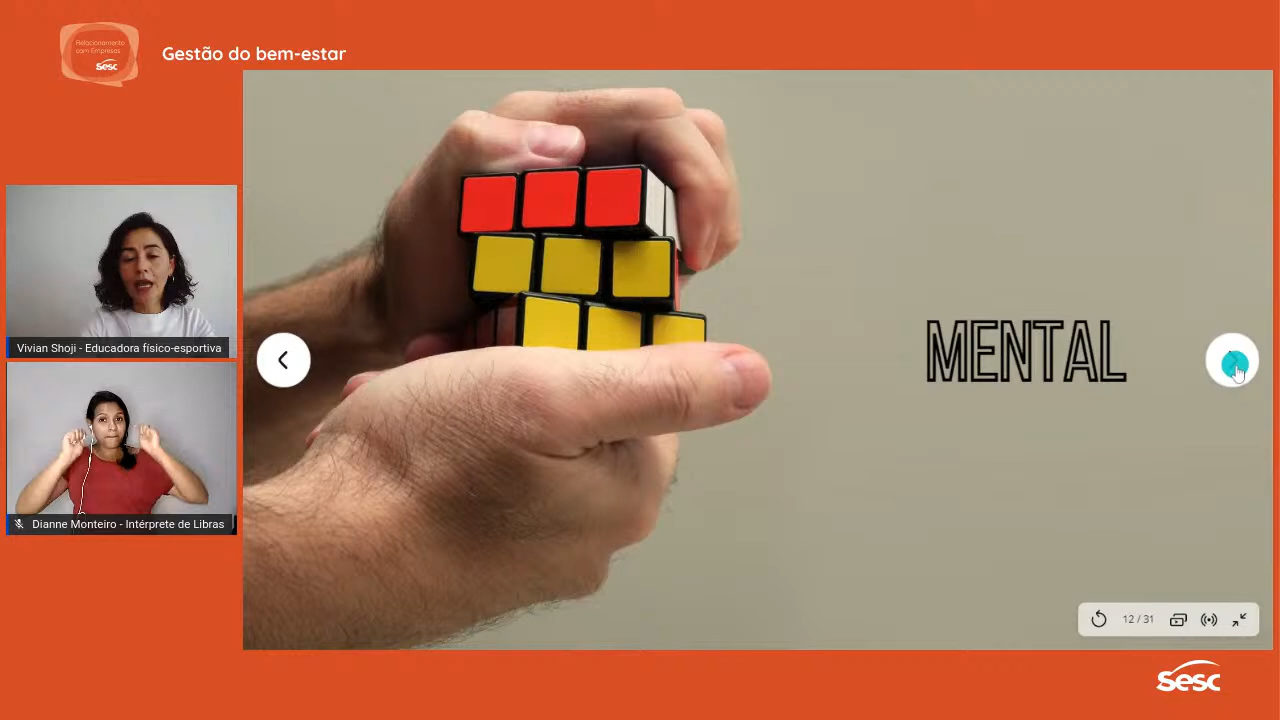 Relacionamento
com Empresas
Sesc
Gestão do bem-estar
Vivian Shoji - Educadora físico-esportiva
Dianne Monteiro - Intérprete de Libras
MENTAL
12 / 31
Sesc